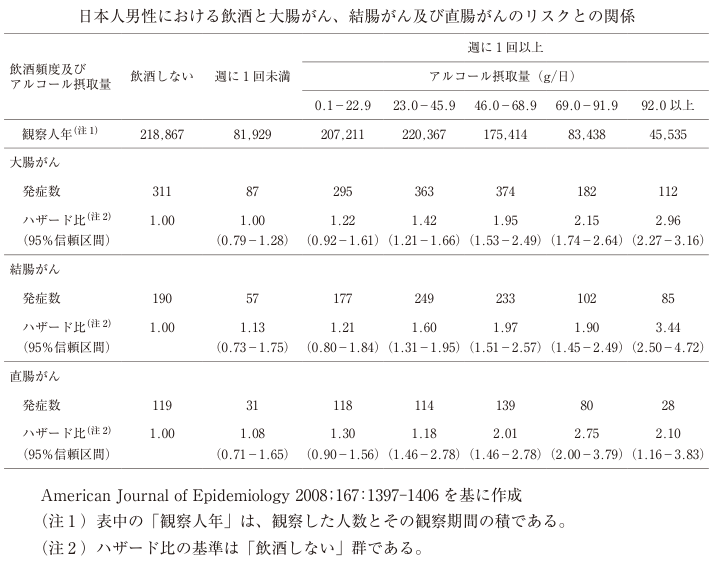 日本人男性における飲酒と大腸がん、結腸がん及び直腸がんのリスクとの関係
飲酒頻度及び
アルコール摂取量 飲酒しない 週に1回未満 週に1回以上
アルコール摂取量（g/日）
0.1－22.9 23.0－45.9 46.0－68.9 69.0－91.9 92.0以上
観察人年(注1) 218,867 81,929 207,211 220,367 175,414 83,438 45,535
大腸がん
発症数 311 87 295 363 374 182 112
ハザード比(注2) 1.00 1.00 1.22 1.42 1.95 2.15 2.96
（95％信頼区間） （0.79－1.28） （0.92－1.61） （1.21－1.66） （1.53－2.49） （1.74－2.64） （2.27－3.16）
結腸がん
発症数 190 57 177 249 233 102 85
ハザード比(注2) 1.00 1.13 1.21 1.60 1.97 1.90 3.44
（95％信頼区間） （0.73－1.75） （0.80－1.84） （1.31－1.95） （1.51－2.57） （1.45－2.49） （2.50－4.72）
直腸がん
発症数 119 31 118 114 139 80 28
ハザード比(注2) 1.00 1.08 1.30 1.18 2.01 2.75 2.10
（95％信頼区間） （0.71－1.65） （0.90－1.56） （1.46－2.78） （1.46－2.78） （2.00－3.79） （1.16－3.83）
American Journal of Epidemiology 2008;167:1397-1406 を基に作成
（注1）表中の「観察人年」は、観察した人数とその観察期間の積である。
（注2）ハザード比の基準は「飲酒しない」群である。